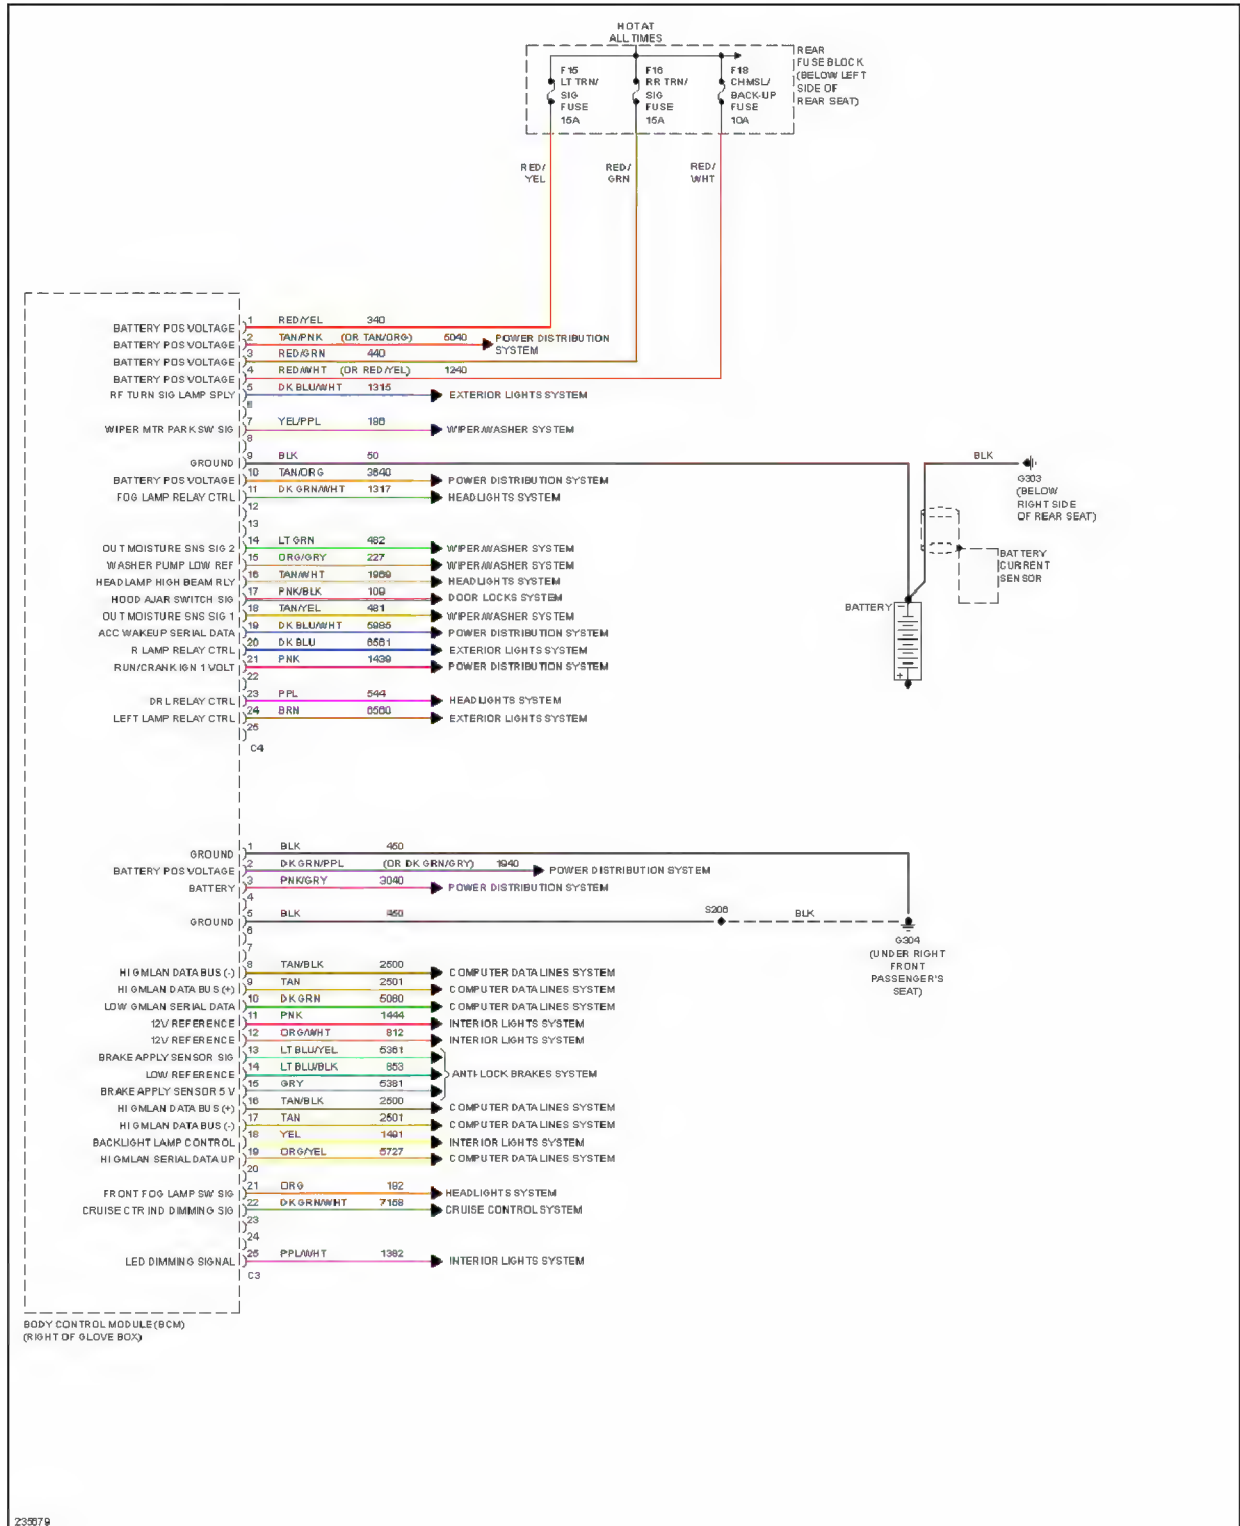 HOT AT
ALL TIMES
REAR
FUSE BLOCK
(BELOW LEFT
SIDE OF
REAR SEAT)
F15
LT TRN/
SIG
FUSE
15A
F16
RR TRN/
SIG
FUSE
15A
F18
CHMSL/
BACK-UP
FUSE
10A
RED/
YEL
RED/
GRN
RED/
WHT
BATTERY POS VOLTAGE 1 RED/YEL 340
BATTERY POS VOLTAGE 2 TAN/PNK (OR TAN/ORG) 5040 POWER DISTRIBUTION
SYSTEM
BATTERY POS VOLTAGE 3 RED/GRN 440
BATTERY POS VOLTAGE 4 RED/WHT (OR RED/YEL) 1240
RF TURN SIG LAMP SPLY 5 DK BLU/WHT 1315 EXTERIOR LIGHTS SYSTEM
6
WIPER MTR PARK SW SIG 7 YEL/PPL 196 WIPER/WASHER SYSTEM
8
GROUND 9 BLK 50
BATTERY POS VOLTAGE 10 TAN/ORG 3840 POWER DISTRIBUTION SYSTEM
FOG LAMP RELAY CTRL 11 DK GRN/WHT 1317 HEADLIGHTS SYSTEM
12
13
OUT MOISTURE SNS SIG 2 14 LT GRN 482 WIPER/WASHER SYSTEM
WASHER PUMP LOW REF 15 ORG/GRY 227 WIPER/WASHER SYSTEM
HEADLAMP HIGH BEAM RLY 16 TAN/WHT 1969 HEADLIGHTS SYSTEM
HOOD AJAR SWITCH SIG 17 PNK/BLK 109 DOOR LOCKS SYSTEM
OUT MOISTURE SNS SIG 1 18 TAN/YEL 481 WIPER/WASHER SYSTEM
ACC WAKEUP SERIAL DATA 19 DK BLU/WHT 5985 POWER DISTRIBUTION SYSTEM
R LAMP RELAY CTRL 20 DK BLU 6561 EXTERIOR LIGHTS SYSTEM
RUN/CRANK IGN 1 VOLT 21 PNK 1439 POWER DISTRIBUTION SYSTEM
22
DRL RELAY CTRL 23 PPL 544 HEADLIGHTS SYSTEM
LEFT LAMP RELAY CTRL 24 BRN 6560 EXTERIOR LIGHTS SYSTEM
25
C4
BLK
G303
(BELOW
RIGHT SIDE
OF REAR SEAT)
BATTERY
CURRENT
SENSOR
BATTERY
GROUND 1 BLK 450
BATTERY POS VOLTAGE 2 DK GRN/PPL (OR DK GRN/GRY) 1940 POWER DISTRIBUTION SYSTEM
BATTERY 3 PNK/GRY 3040 POWER DISTRIBUTION SYSTEM
4
GROUND 5 BLK 450 S206 BLK
6
7
G304
(UNDER RIGHT
FRONT
PASSENGER'S
SEAT)
HI GMLAN DATA BUS (-) 8 TAN/BLK 2500 COMPUTER DATA LINES SYSTEM
HI GMLAN DATA BUS (+) 9 TAN 2501 COMPUTER DATA LINES SYSTEM
LOW GMLAN SERIAL DATA 10 DK GRN 5060 COMPUTER DATA LINES SYSTEM
12V REFERENCE 11 PNK 1444 INTERIOR LIGHTS SYSTEM
12V REFERENCE 12 ORG/WHT 812 INTERIOR LIGHTS SYSTEM
BRAKE APPLY SENSOR SIG 13 LT BLU/YEL 5361
LOW REFERENCE 14 LT BLU/BLK 853 ANTI-LOCK BRAKES SYSTEM
BRAKE APPLY SENSOR 5 V 15 GRY 5381
HI GMLAN DATA BUS (+) 16 TAN/BLK 2500 COMPUTER DATA LINES SYSTEM
HI GMLAN DATA BUS (-) 17 TAN 2501 COMPUTER DATA LINES SYSTEM
BACKLIGHT LAMP CONTROL 18 YEL 1491 INTERIOR LIGHTS SYSTEM
HI GMLAN SERIAL DATA UP 19 ORG/YEL 5727 COMPUTER DATA LINES SYSTEM
20
FRONT FOG LAMP SW SIG 21 ORG 192 HEADLIGHTS SYSTEM
CRUISE CTR IND DIMMING SIG 22 DK GRN/WHT 7158 CRUISE CONTROL SYSTEM
23
24
LED DIMMING SIGNAL 25 PPL/WHT 1382 INTERIOR LIGHTS SYSTEM
C3
BODY CONTROL MODULE (BCM)
(RIGHT OF GLOVE BOX)
235679